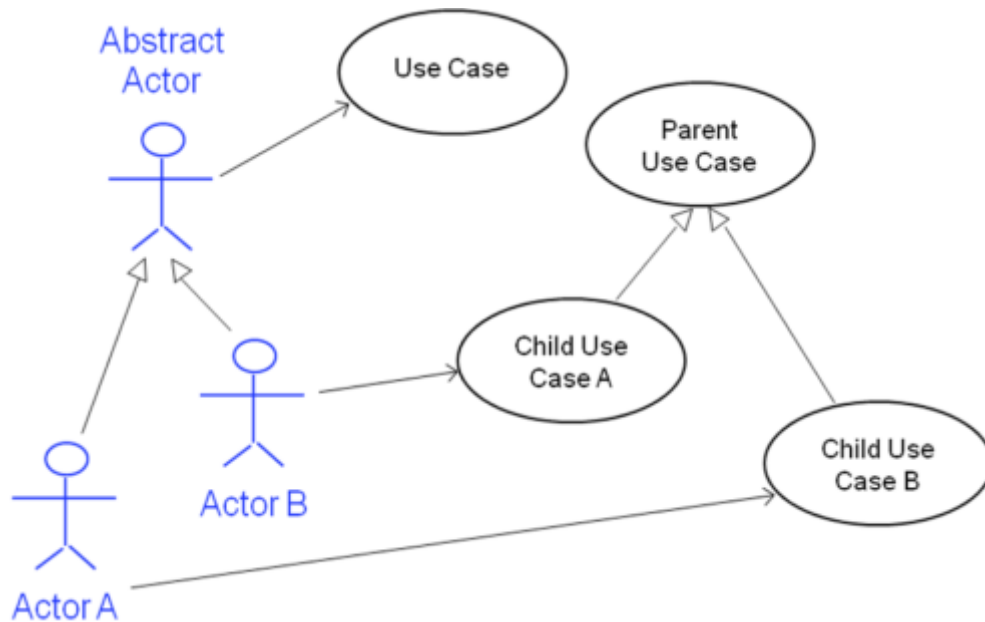 Abstract
Actor
Use Case
Parent
Use Case
Child Use
Case A
Child Use
Case B
Actor B
Actor A